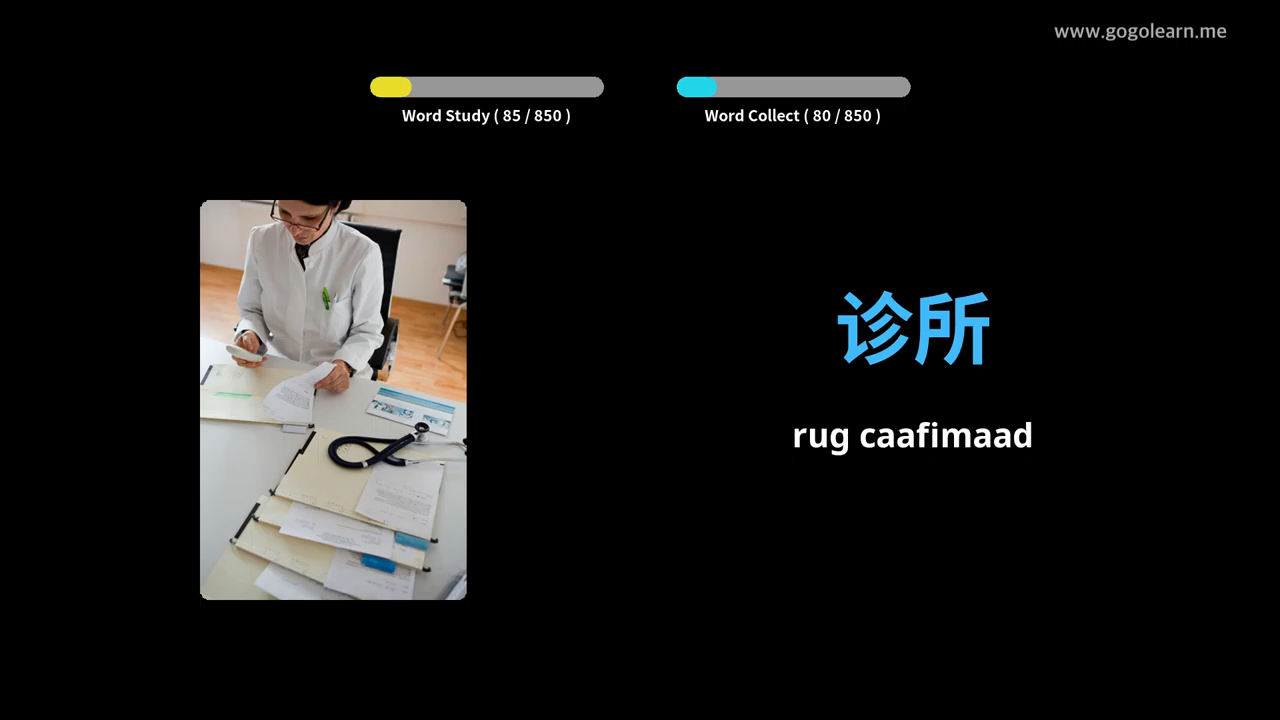 www.gogolearn.me
Word Study ( 85 / 850 )
Word Collect ( 80 / 850 )
诊所
rug caafimaad